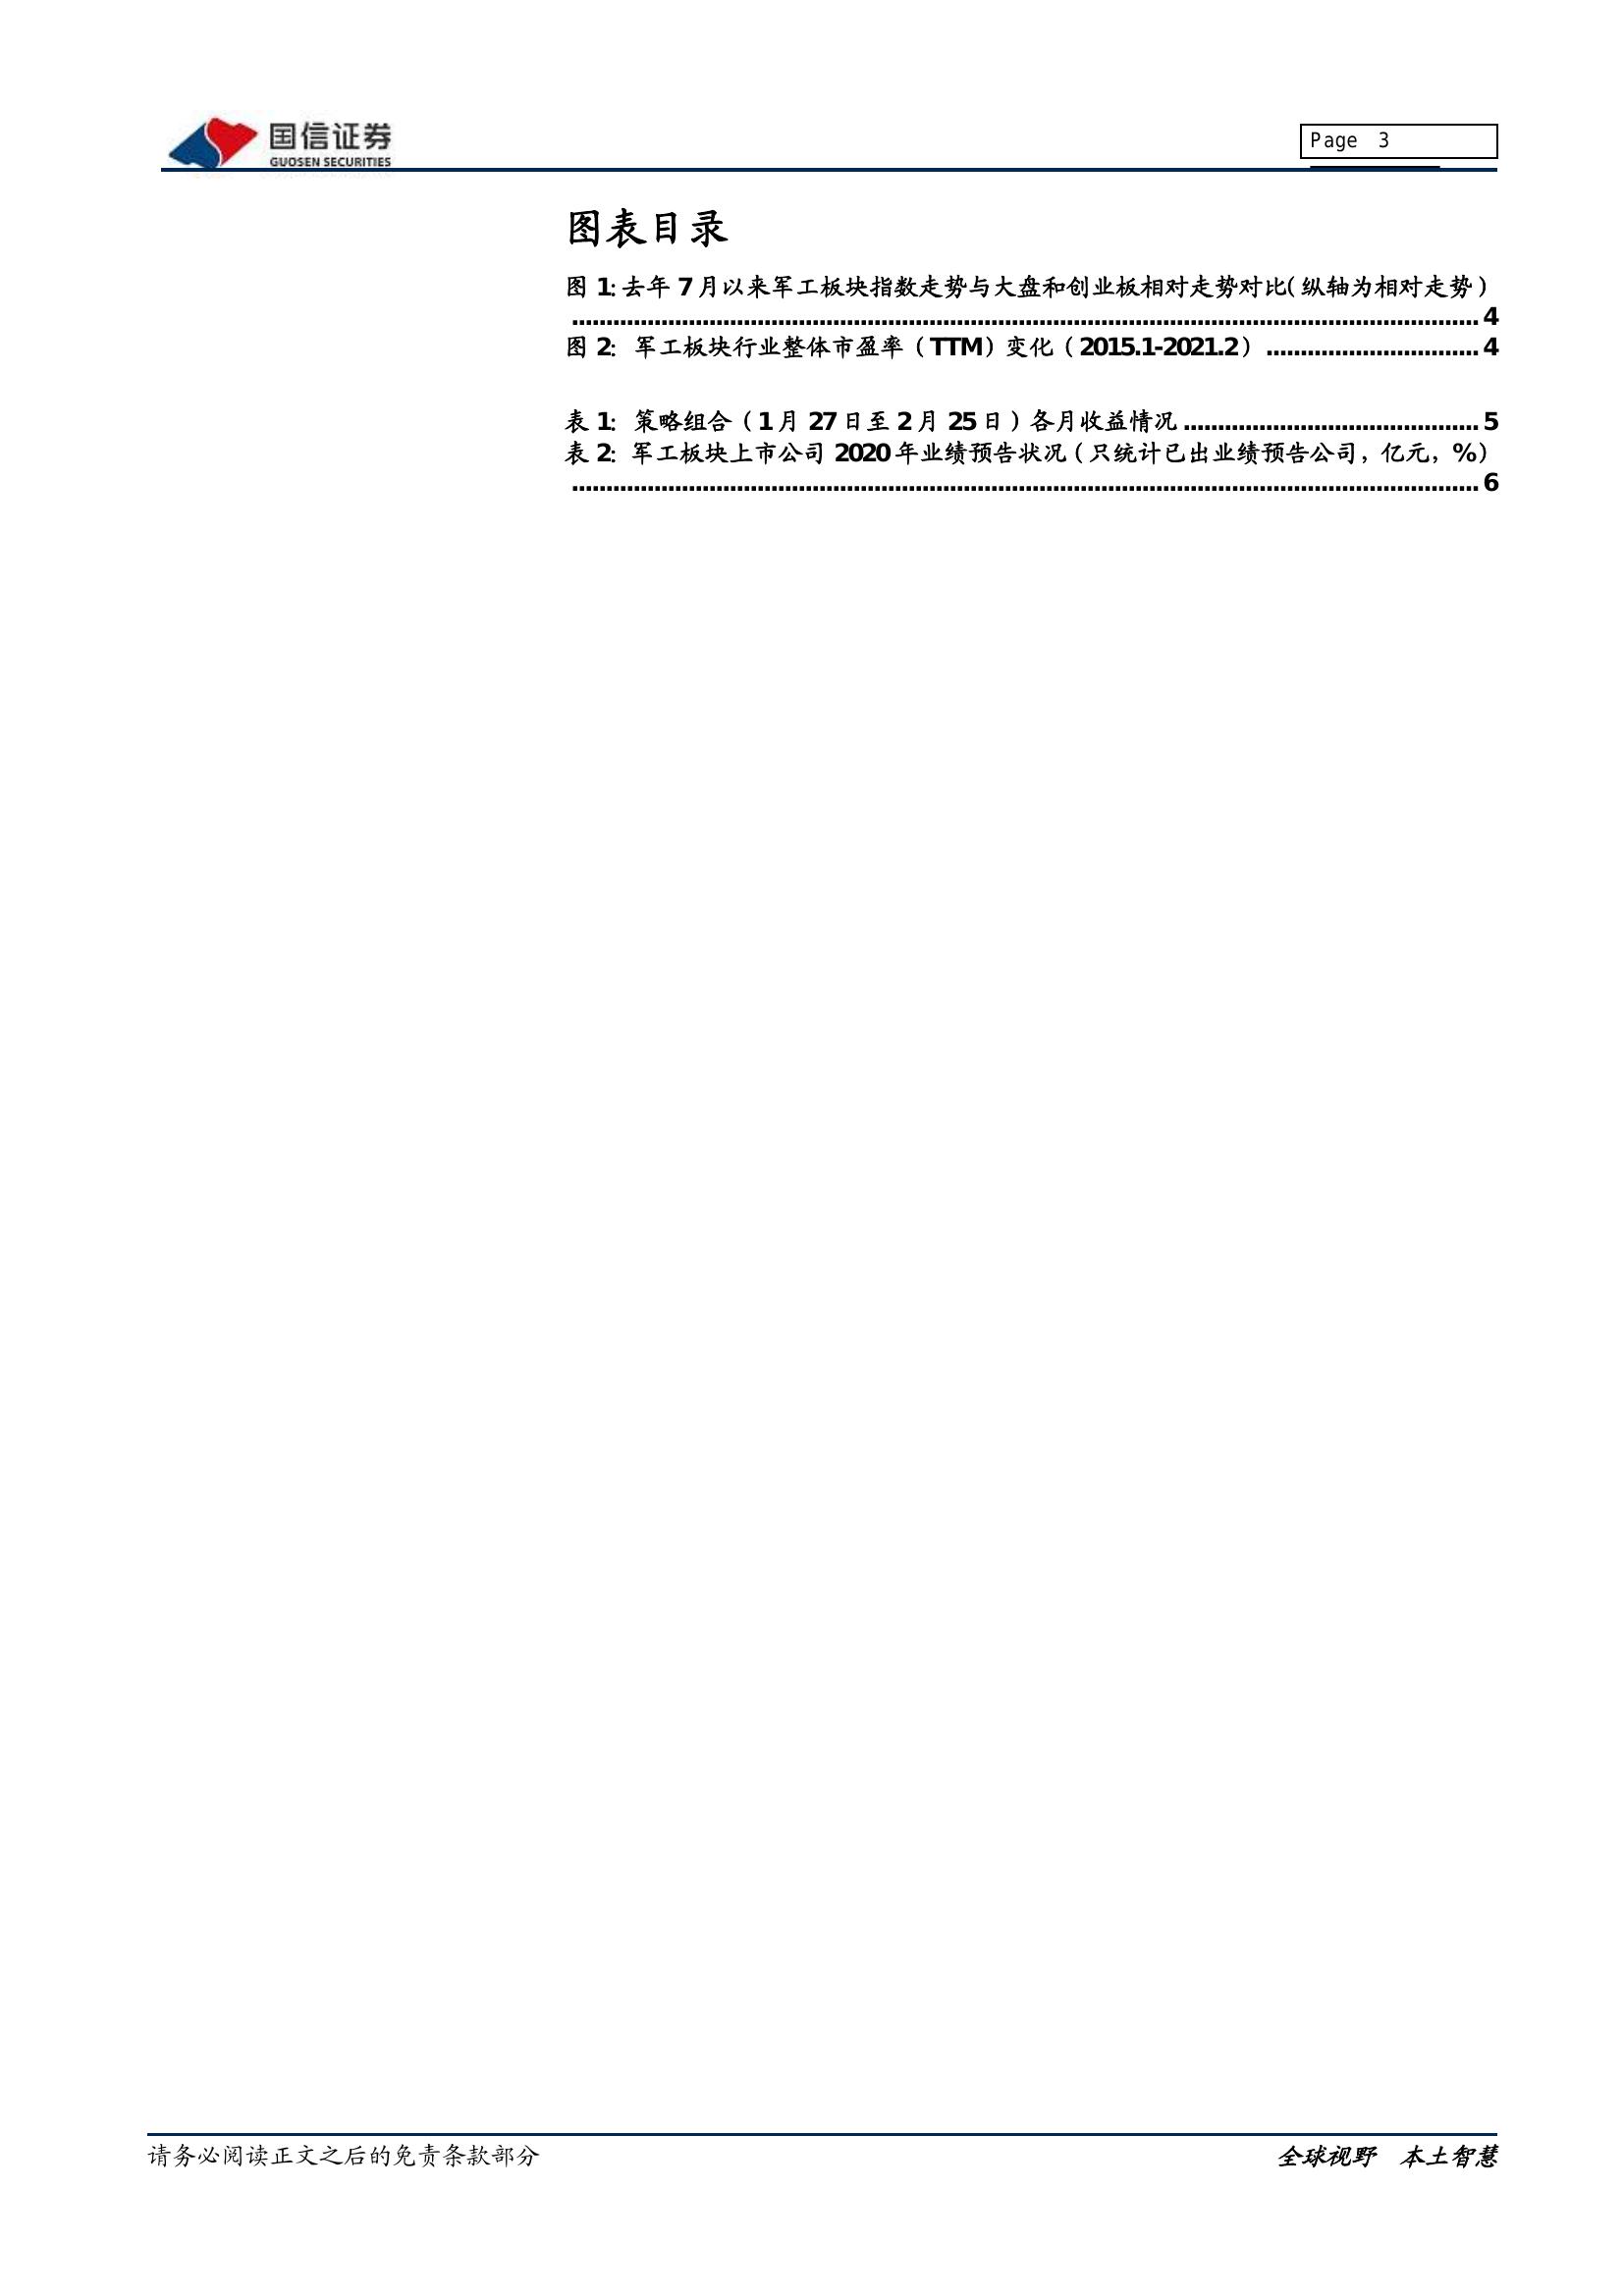 国信证券
GUOSEN SECURITIES
Page 3
图表目录
图 1: 去年 7 月以来军工板块指数走势与大盘和创业板相对走势对比(纵轴为相对走势)
.................................................................................................................................... 4
图 2: 军工板块行业整体市盈率（TTM）变化（2015.1-2021.2） ............................... 4
表 1: 策略组合（1 月 27 日至 2 月 25 日）各月收益情况 ........................................... 5
表 2: 军工板块上市公司 2020 年业绩预告状况（只统计已出业绩预告公司，亿元，%）
.................................................................................................................................... 6
请务必阅读正文之后的免责条款部分
全球视野 本土智慧